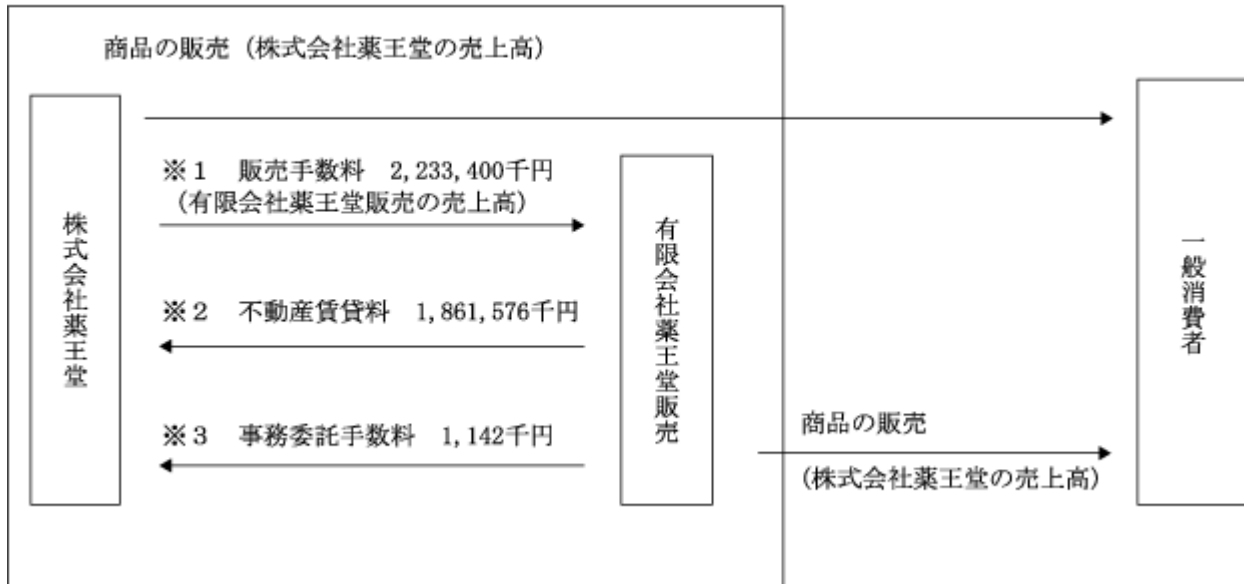 商品の販売（株式会社薬王堂の売上高）
株式会社薬王堂
※１　販売手数料　2,233,400千円
（有限会社薬王堂販売の売上高）
※２　不動産賃貸料　1,861,576千円
※３　事務委託手数料　1,142千円
有限会社薬王堂販売
商品の販売
（株式会社薬王堂の売上高）
一般消費者